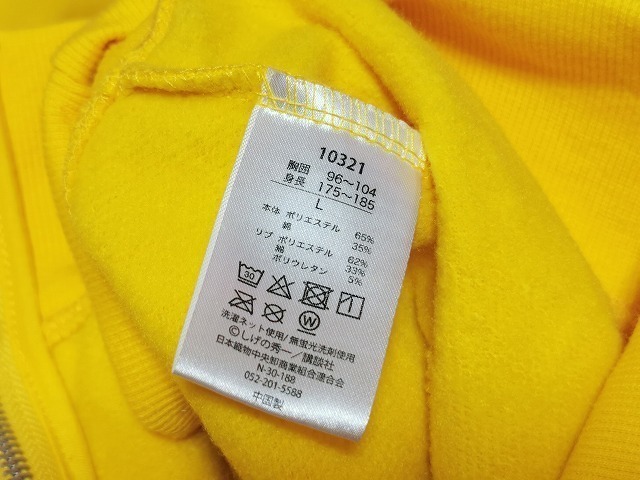 10321
胸囲 96～104
身長 175～185
L
本体 ポリエステル 65%
綿 35%
リブ ポリエステル 62%
綿 33%
ポリウレタン 5%
30
W
洗濯ネット使用/無蛍光洗剤使用
©しげの秀一/講談社
日本織物中央卸商業組合連合会
N-30-188
052-201-5588
中国製